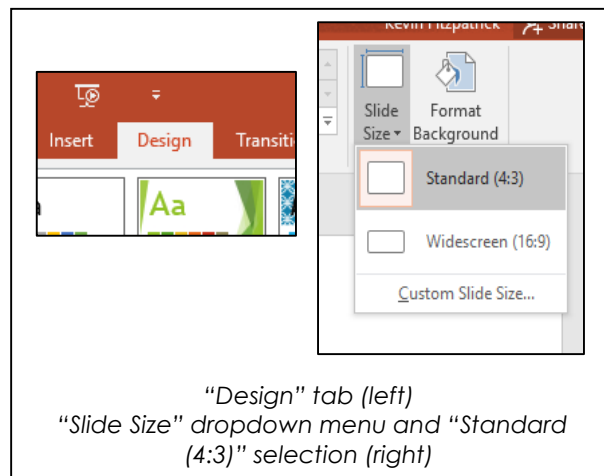 Insert Design Transiti
Aa
Kevin Fitzpatrick Share
Slide
Size
Format
Background
Standard (4:3)
Widescreen (16:9)
Custom Slide Size...
“Design” tab (left)
“Slide Size” dropdown menu and “Standard
(4:3)” selection (right)